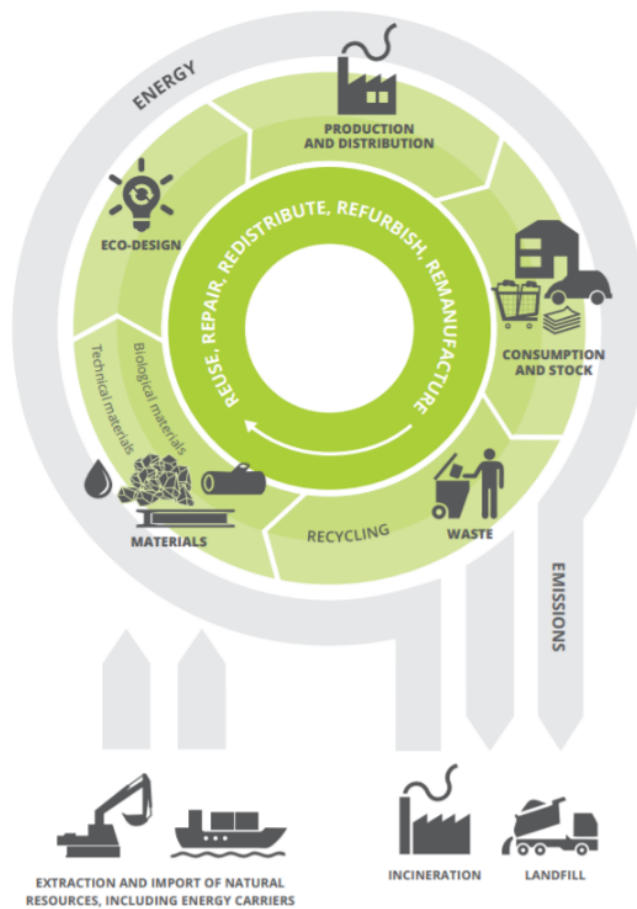 ENERGY
PRODUCTION
AND DISTRIBUTION
ECO-DESIGN
REUSE, REPAIR, REDISTRIBUTE, REFURBISH, REMANUFACTURE
CONSUMPTION
AND STOCK
Technical materials
Biological materials
MATERIALS
RECYCLING
WASTE
EMISSIONS
EXTRACTION AND IMPORT OF NATURAL
RESOURCES, INCLUDING ENERGY CARRIERS
INCINERATION
LANDFILL